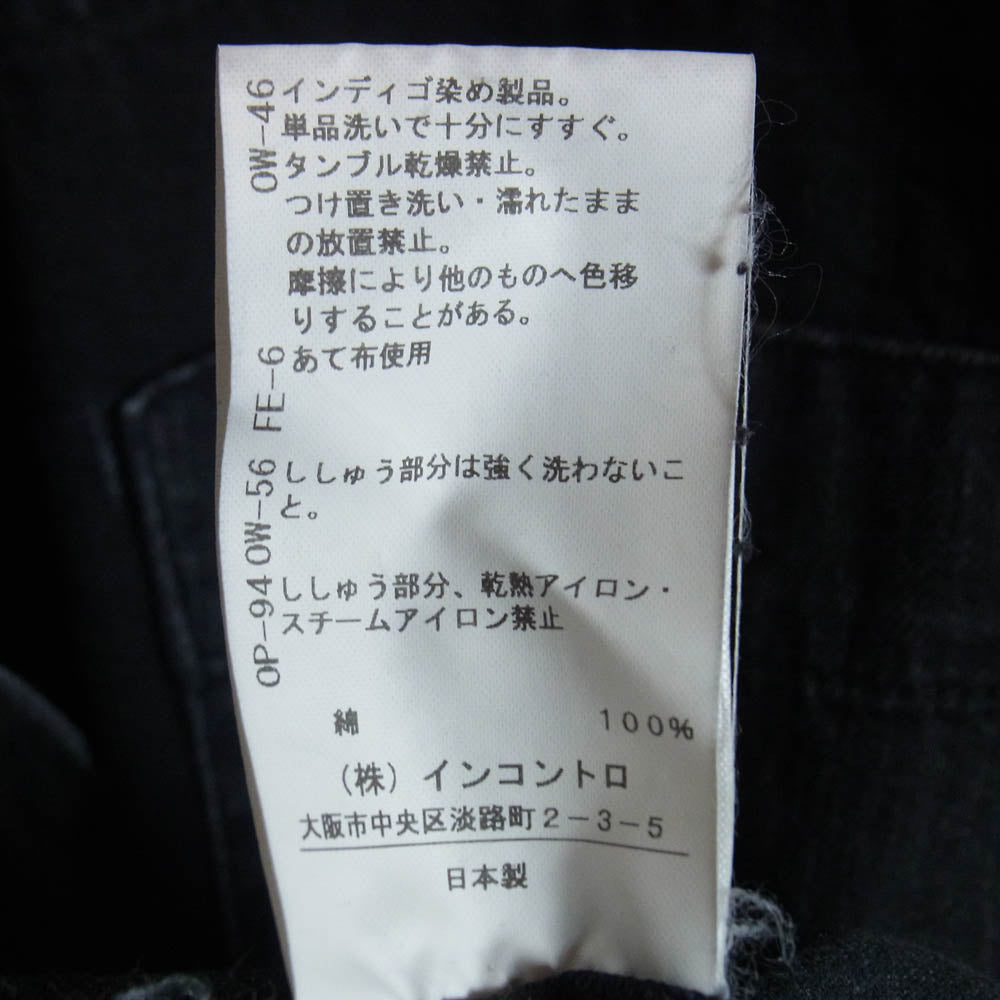 OW-46
インディゴ染め製品。
単品洗いで十分にすすぐ。
タンブル乾燥禁止。
つけ置き洗い・濡れたまま
の放置禁止。
摩擦により他のものへ色移
りすることがある。
FE-6
あて布使用
OW-56
ししゅう部分は強く洗わないこ
と。
OP-94
ししゅう部分、乾熱アイロン・
スチームアイロン禁止
綿 100%
（株）インコントロ
大阪市中央区淡路町2-3-5
日本製